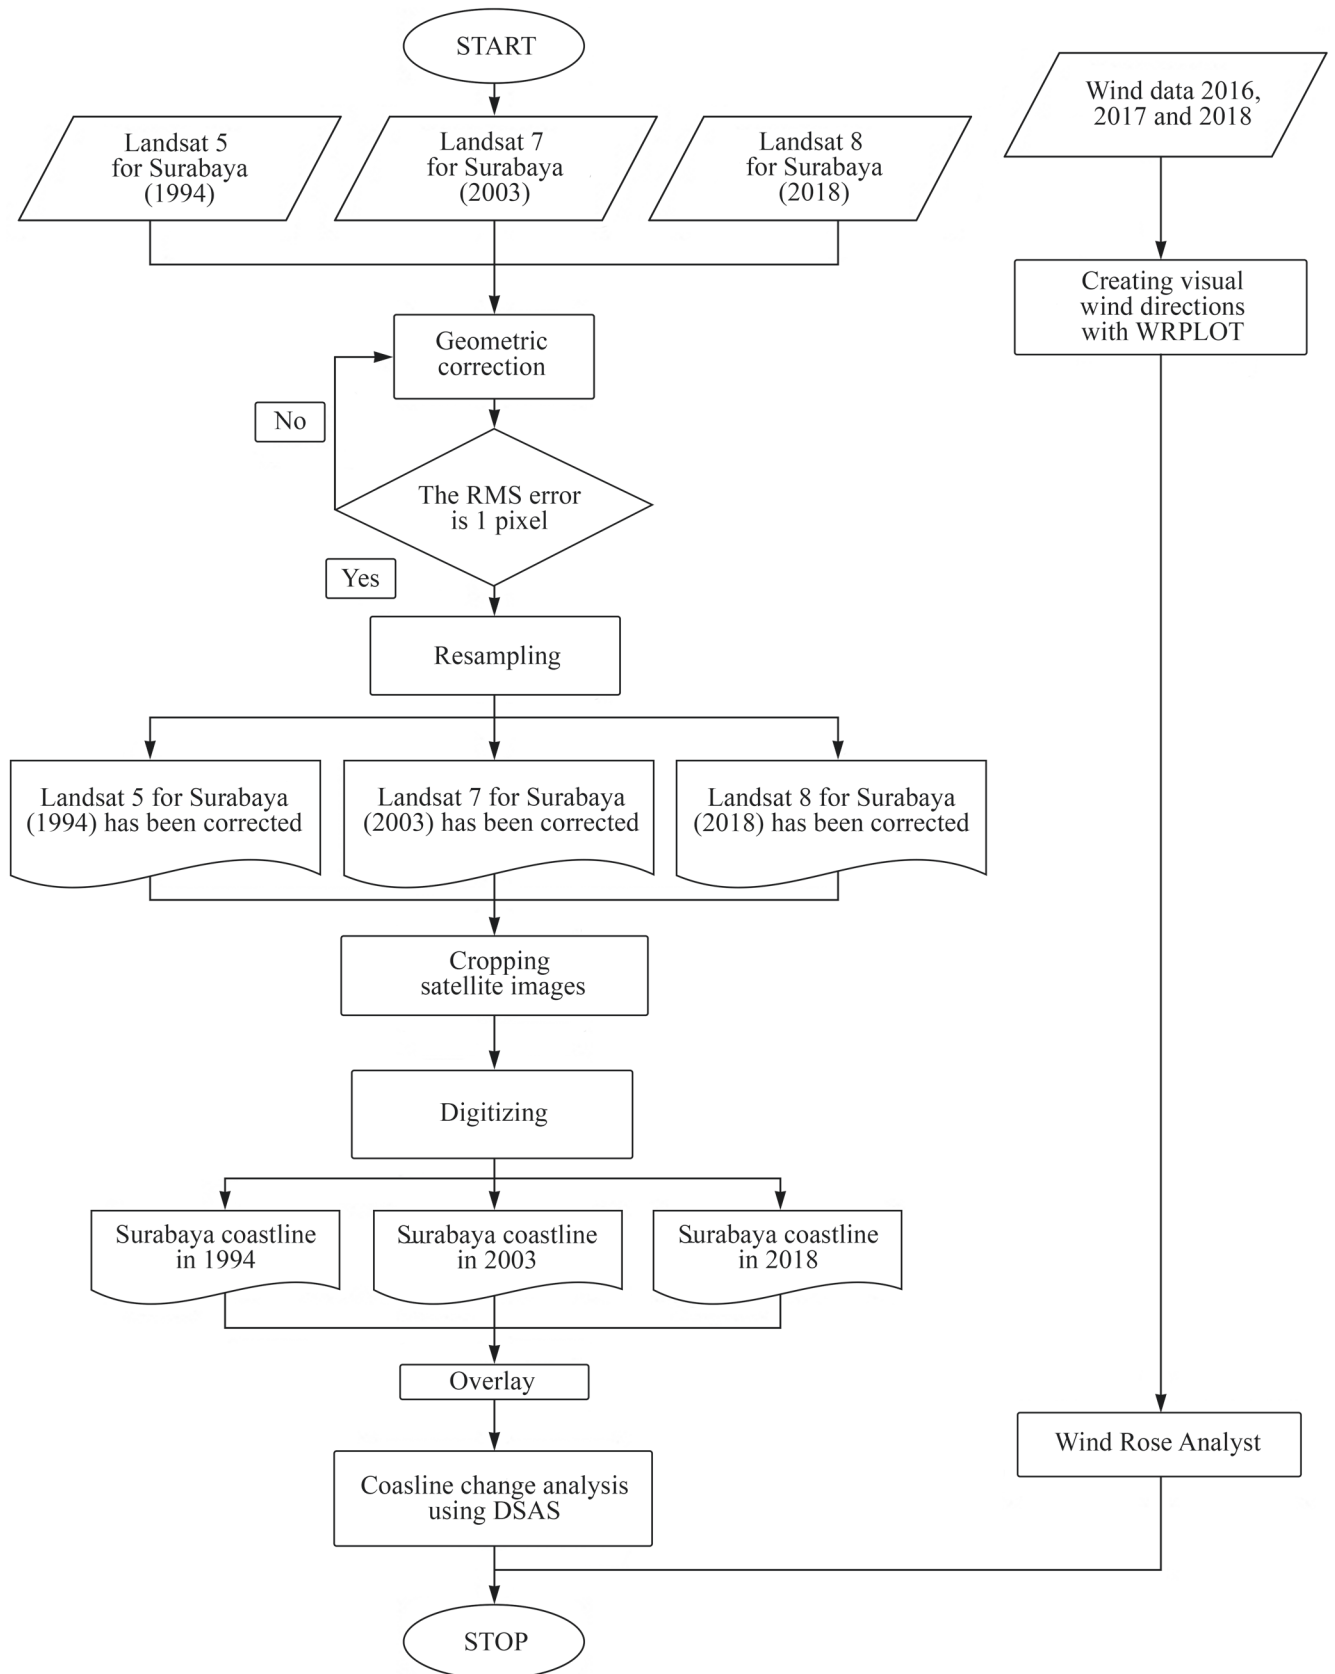 START
Landsat 5
for Surabaya
(1994)
Landsat 7
for Surabaya
(2003)
Landsat 8
for Surabaya
(2018)
Wind data 2016,
2017 and 2018
Creating visual
wind directions
with WRPLOT
Geometric
correction
No
The RMS error
is 1 pixel
Yes
Resampling
Landsat 5 for Surabaya
(1994) has been corrected
Landsat 7 for Surabaya
(2003) has been corrected
Landsat 8 for Surabaya
(2018) has been corrected
Cropping
satellite images
Digitizing
Surabaya coastline
in 1994
Surabaya coastline
in 2003
Surabaya coastline
in 2018
Overlay
Wind Rose Analyst
Coasline change analysis
using DSAS
STOP